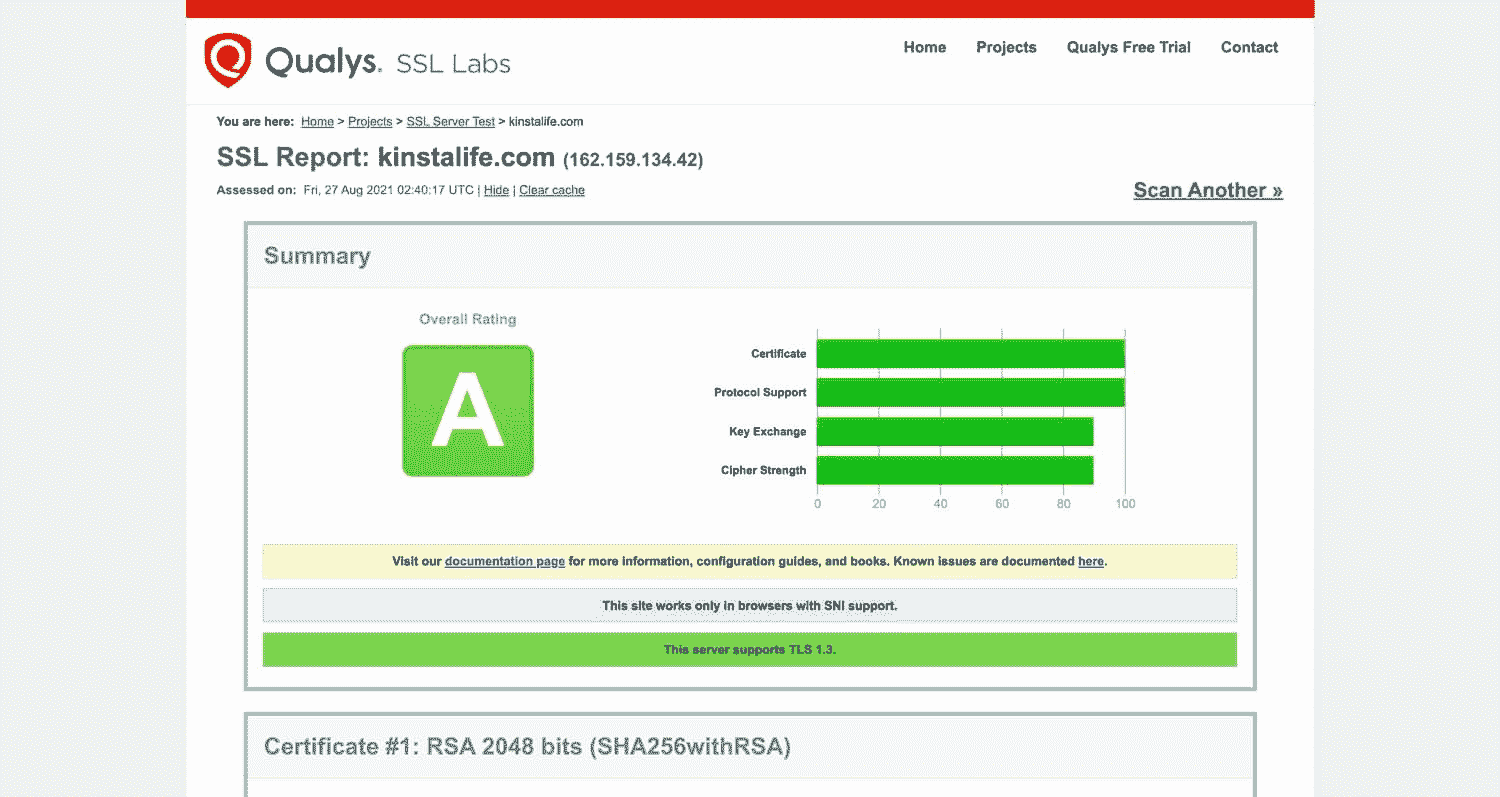 Qualys. SSL Labs
Home Projects Qualys Free Trial Contact
You are here: Home > Projects > SSL Server Test > kinstalife.com
SSL Report: kinstalife.com (162.159.134.42)
Assessed on: Fri, 27 Aug 2021 02:40:17 UTC | Hide | Clear cache
Scan Another »
Summary
Overall Rating
A
Certificate
Protocol Support
Key Exchange
Cipher Strength
0 20 40 60 80 100
Visit our documentation page for more information, configuration guides, and books. Known issues are documented here.
This site works only in browsers with SNI support.
This server supports TLS 1.3.
Certificate #1: RSA 2048 bits (SHA256withRSA)